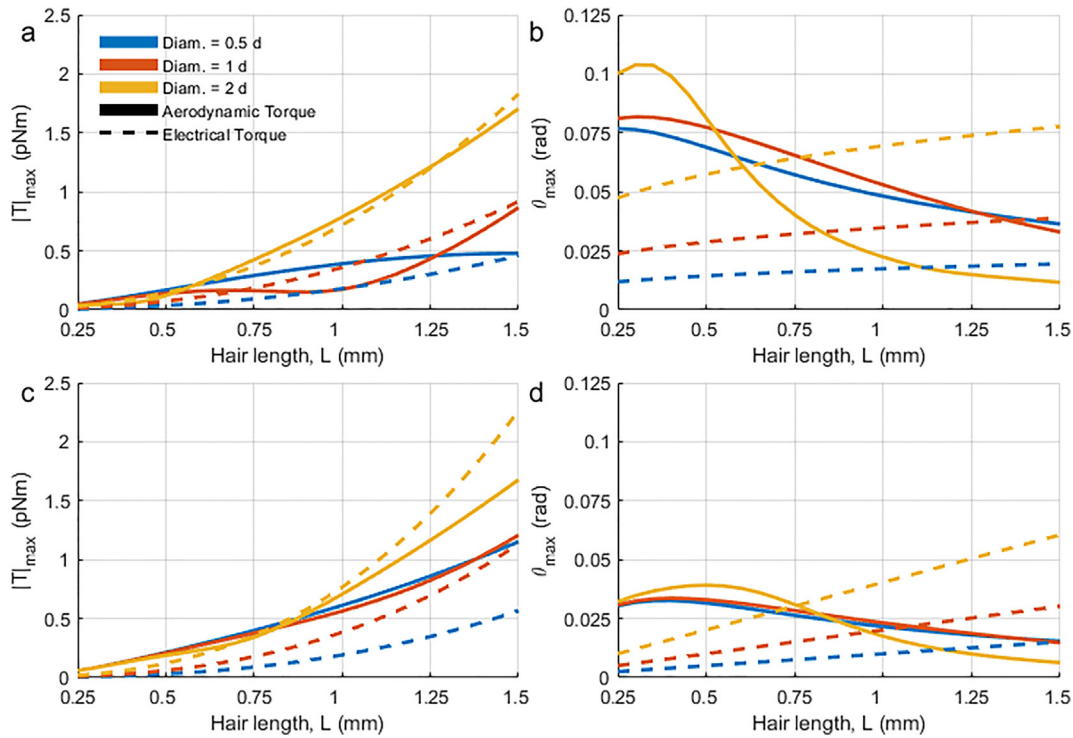 a
2.5
2
1.5
1
0.5
0
|T|max (pNm)
Diam. = 0.5 d
Diam. = 1 d
Diam. = 2 d
Aerodynamic Torque
Electrical Torque
0.25 0.5 0.75 1 1.25 1.5
Hair length, L (mm)
b
0.125
0.1
0.075
0.05
0.025
0
θmax (rad)
0.25 0.5 0.75 1 1.25 1.5
Hair length, L (mm)
c
2.5
2
1.5
1
0.5
0
|T|max (pNm)
0.25 0.5 0.75 1 1.25 1.5
Hair length, L (mm)
d
0.125
0.1
0.075
0.05
0.025
0
θmax (rad)
0.25 0.5 0.75 1 1.25 1.5
Hair length, L (mm)